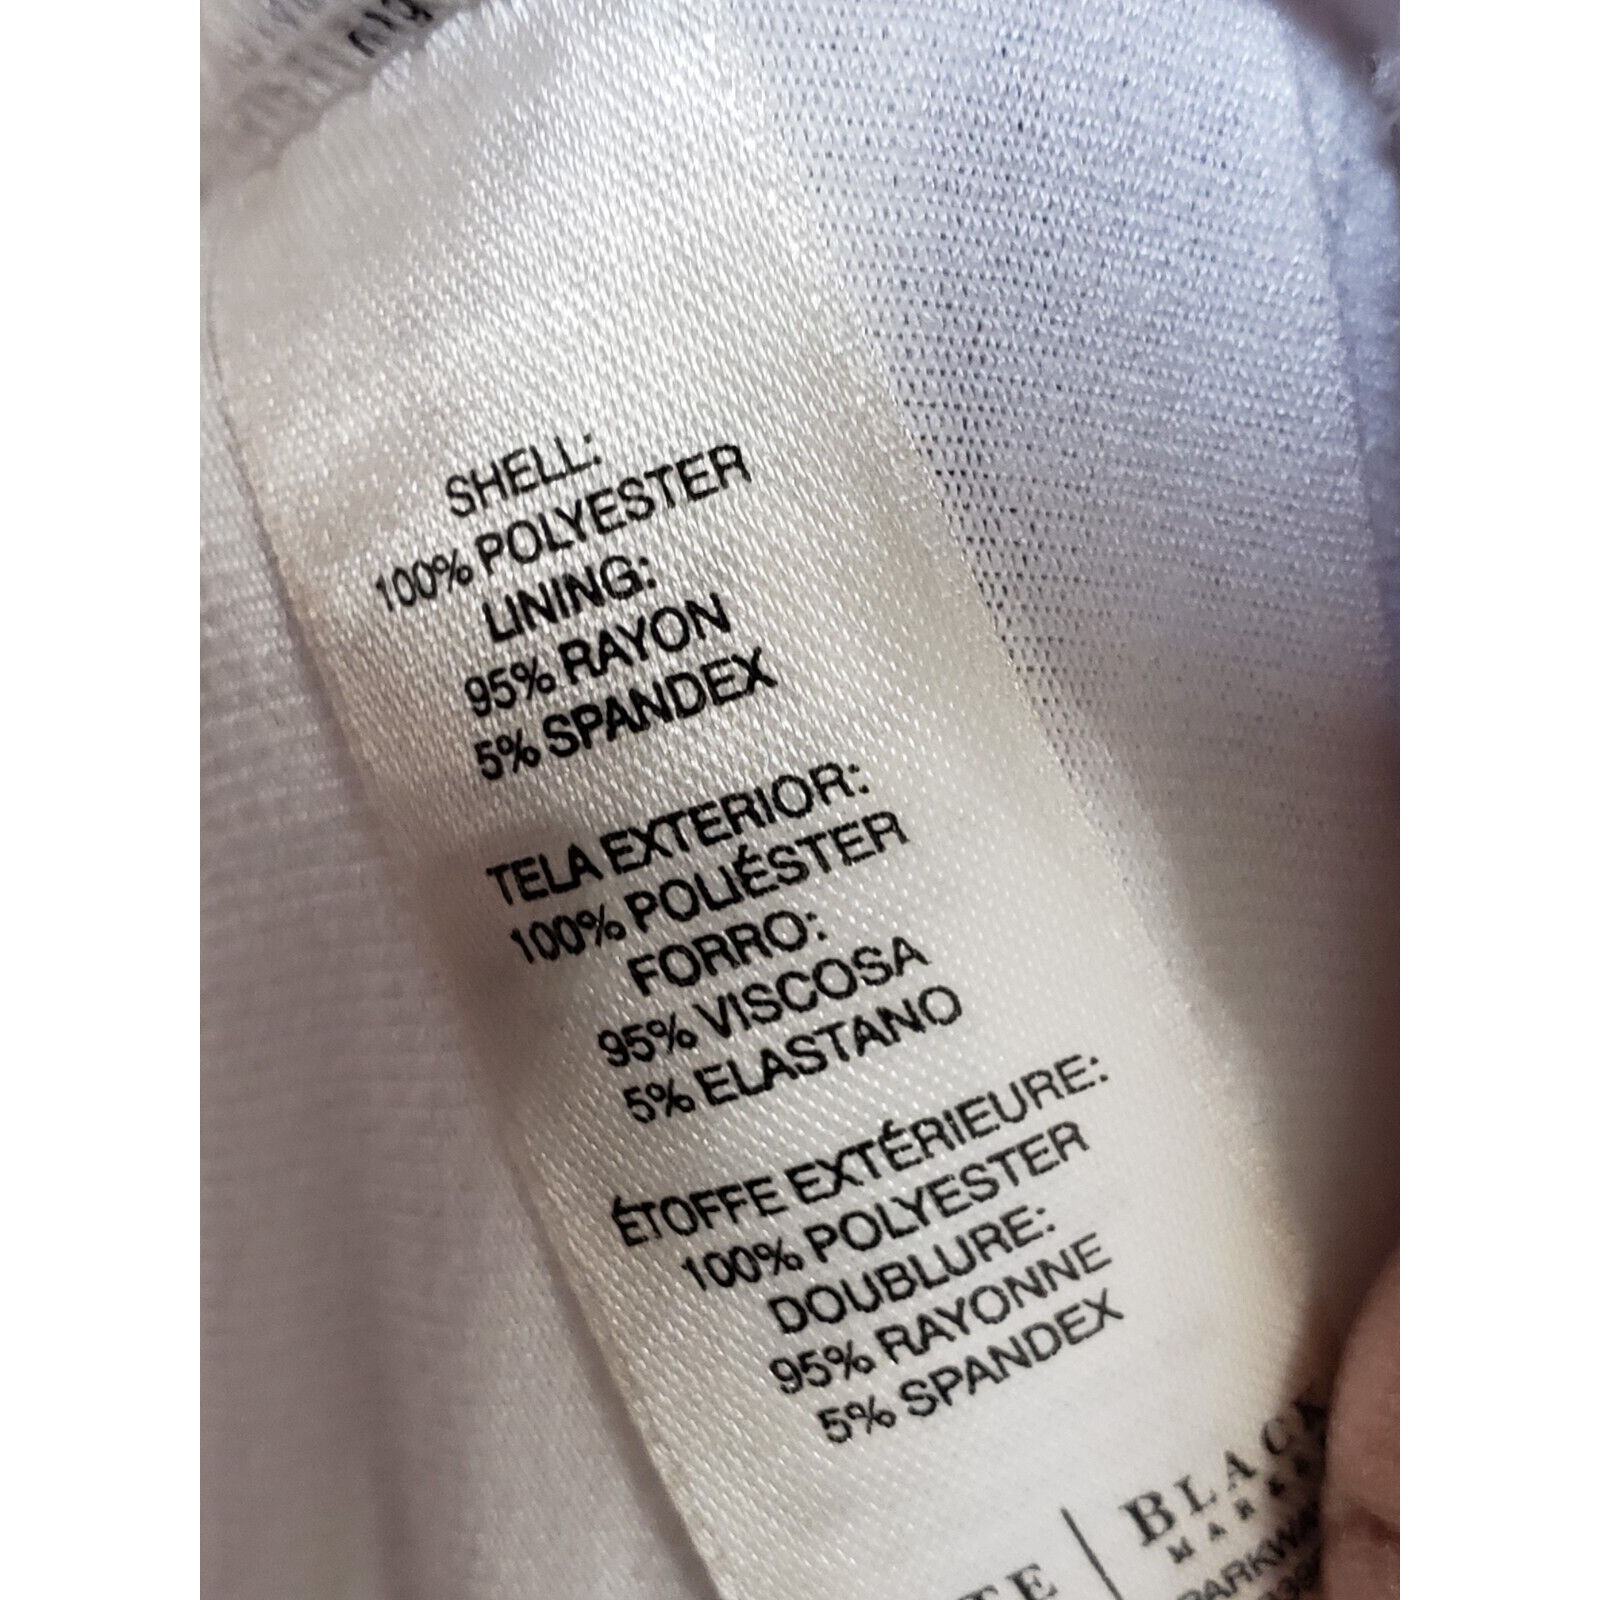 SHELL:
100% POLYESTER
LINING:
95% RAYON
5% SPANDEX
TELA EXTERIOR:
100% POLIÉSTER
FORRO:
95% VISCOSA
5% ELASTANO
ÉTOFFE EXTÉRIEURE:
100% POLYESTER
DOUBLURE:
95% RAYONNE
5% SPANDEX